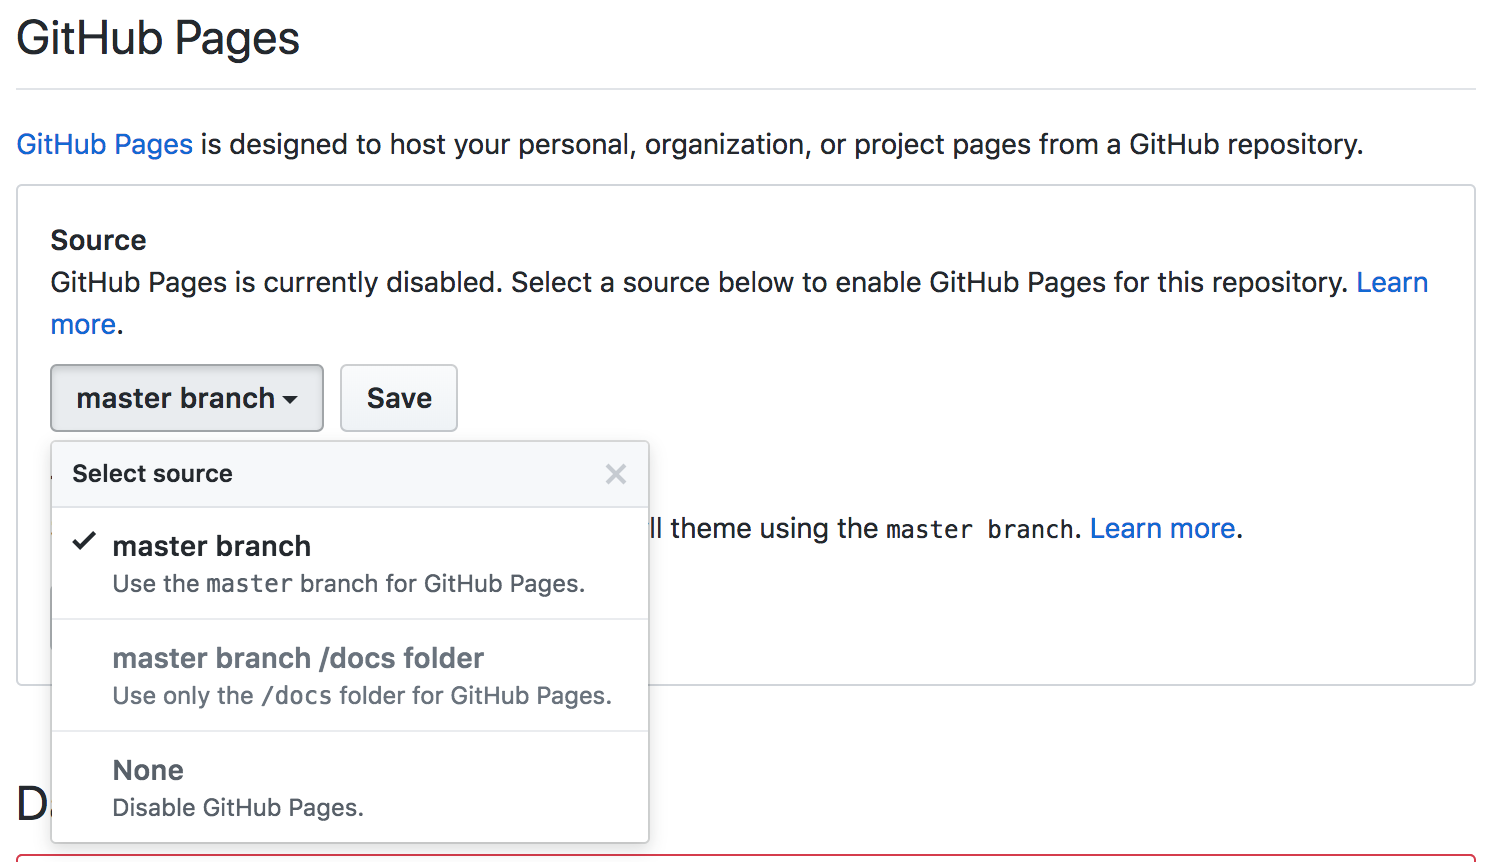 GitHub Pages
GitHub Pages is designed to host your personal, organization, or project pages from a GitHub repository.
Source
GitHub Pages is currently disabled. Select a source below to enable GitHub Pages for this repository. Learn
more.
master branch Save
Select source
theme using the master branch. Learn more.
master branch
Use the master branch for GitHub Pages.
master branch /docs folder
Use only the /docs folder for GitHub Pages.
None
Disable GitHub Pages.